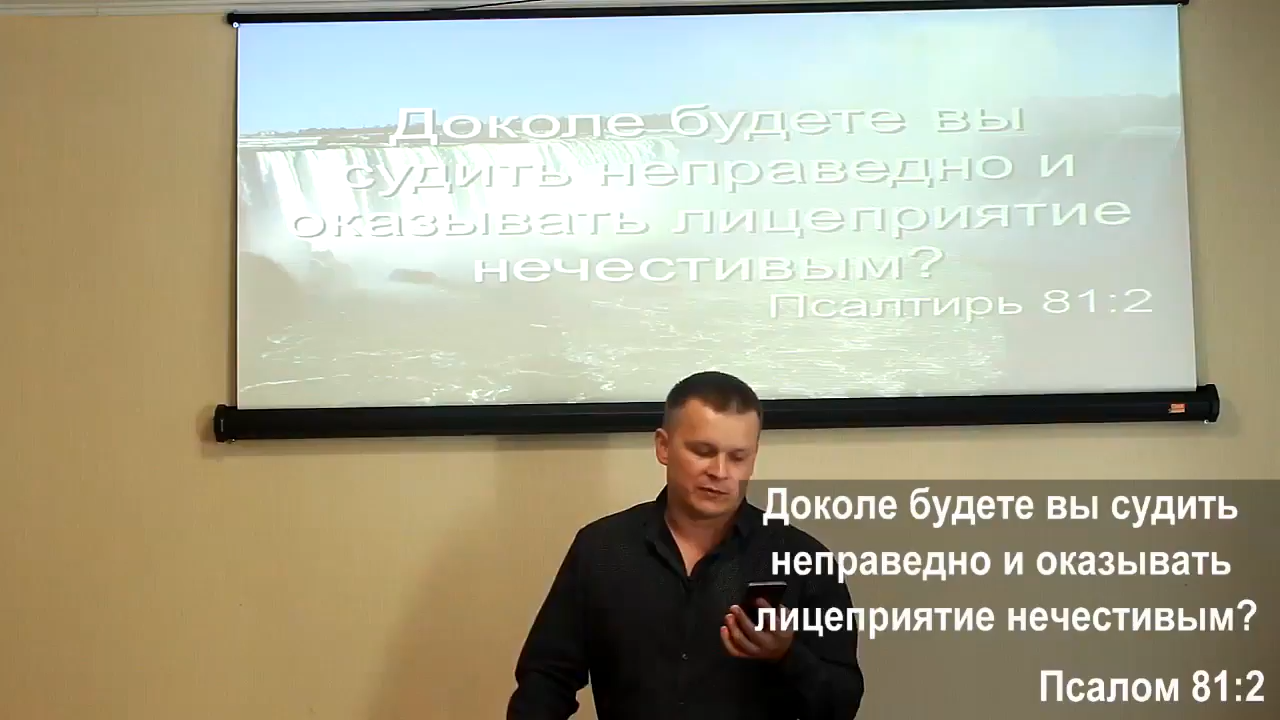 Доколе будете вы
судить неправедно и
оказывать лицеприятие
нечестивым?
Псалтирь 81:2
Доколе будете вы судить
неправедно и оказывать
лицеприятие нечестивым?
Псалом 81:2